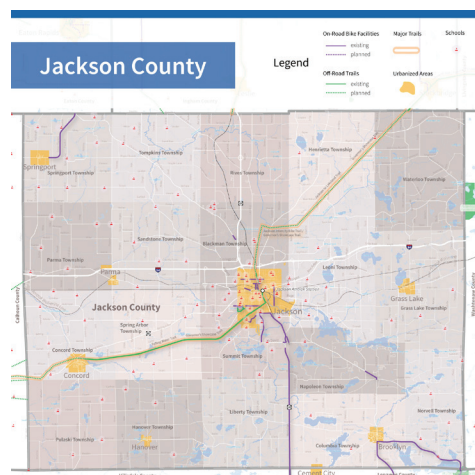 Jackson County
Legend
On-Road Bike Facilities
existing
planned
Off-Road Trails
existing
planned
Major Trails
Urbanized Areas
Schools
Springport
Springport Township
Tompkins Township
Rives Township
Henrietta Township
Waterloo Township
Parma Township
Sandstone Township
Blackman Township
Leoni Township
Parma
Jackson County
Calhoun County
Washtenaw County
Grass Lake
Grass Lake Township
Jackson
Spring Arbor
Township
Concord Township
Concord
Summit Township
Napoleon Township
Norvell Township
Pulaski Township
Hanover Township
Hanover
Liberty Township
Columbia Township
Brooklyn
Cement City